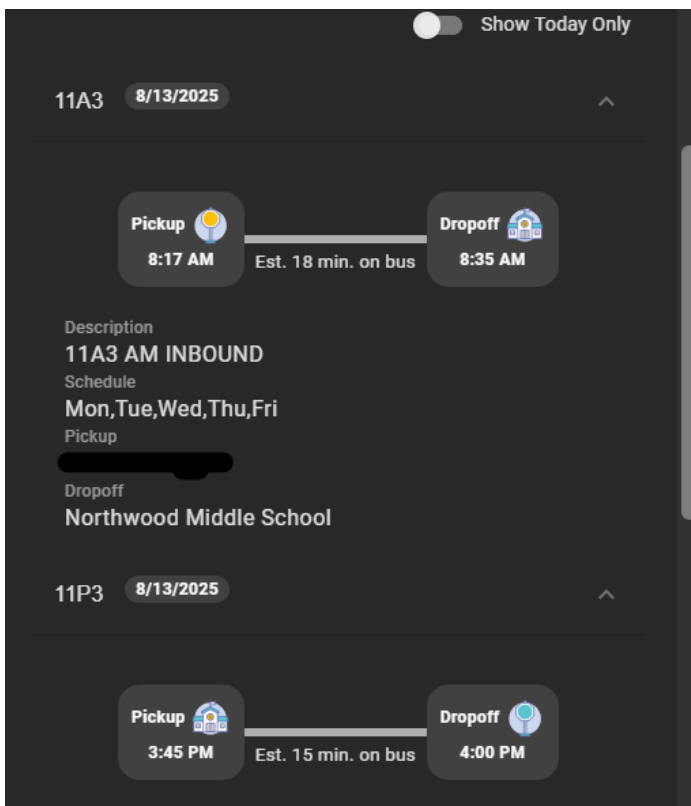 Show Today Only
11A3 8/13/2025
Pickup
8:17 AM
Est. 18 min. on bus
Dropoff
8:35 AM
Description
11A3 AM INBOUND
Schedule
Mon,Tue,Wed,Thu,Fri
Pickup
Dropoff
Northwood Middle School
11P3 8/13/2025
Pickup
3:45 PM
Est. 15 min. on bus
Dropoff
4:00 PM